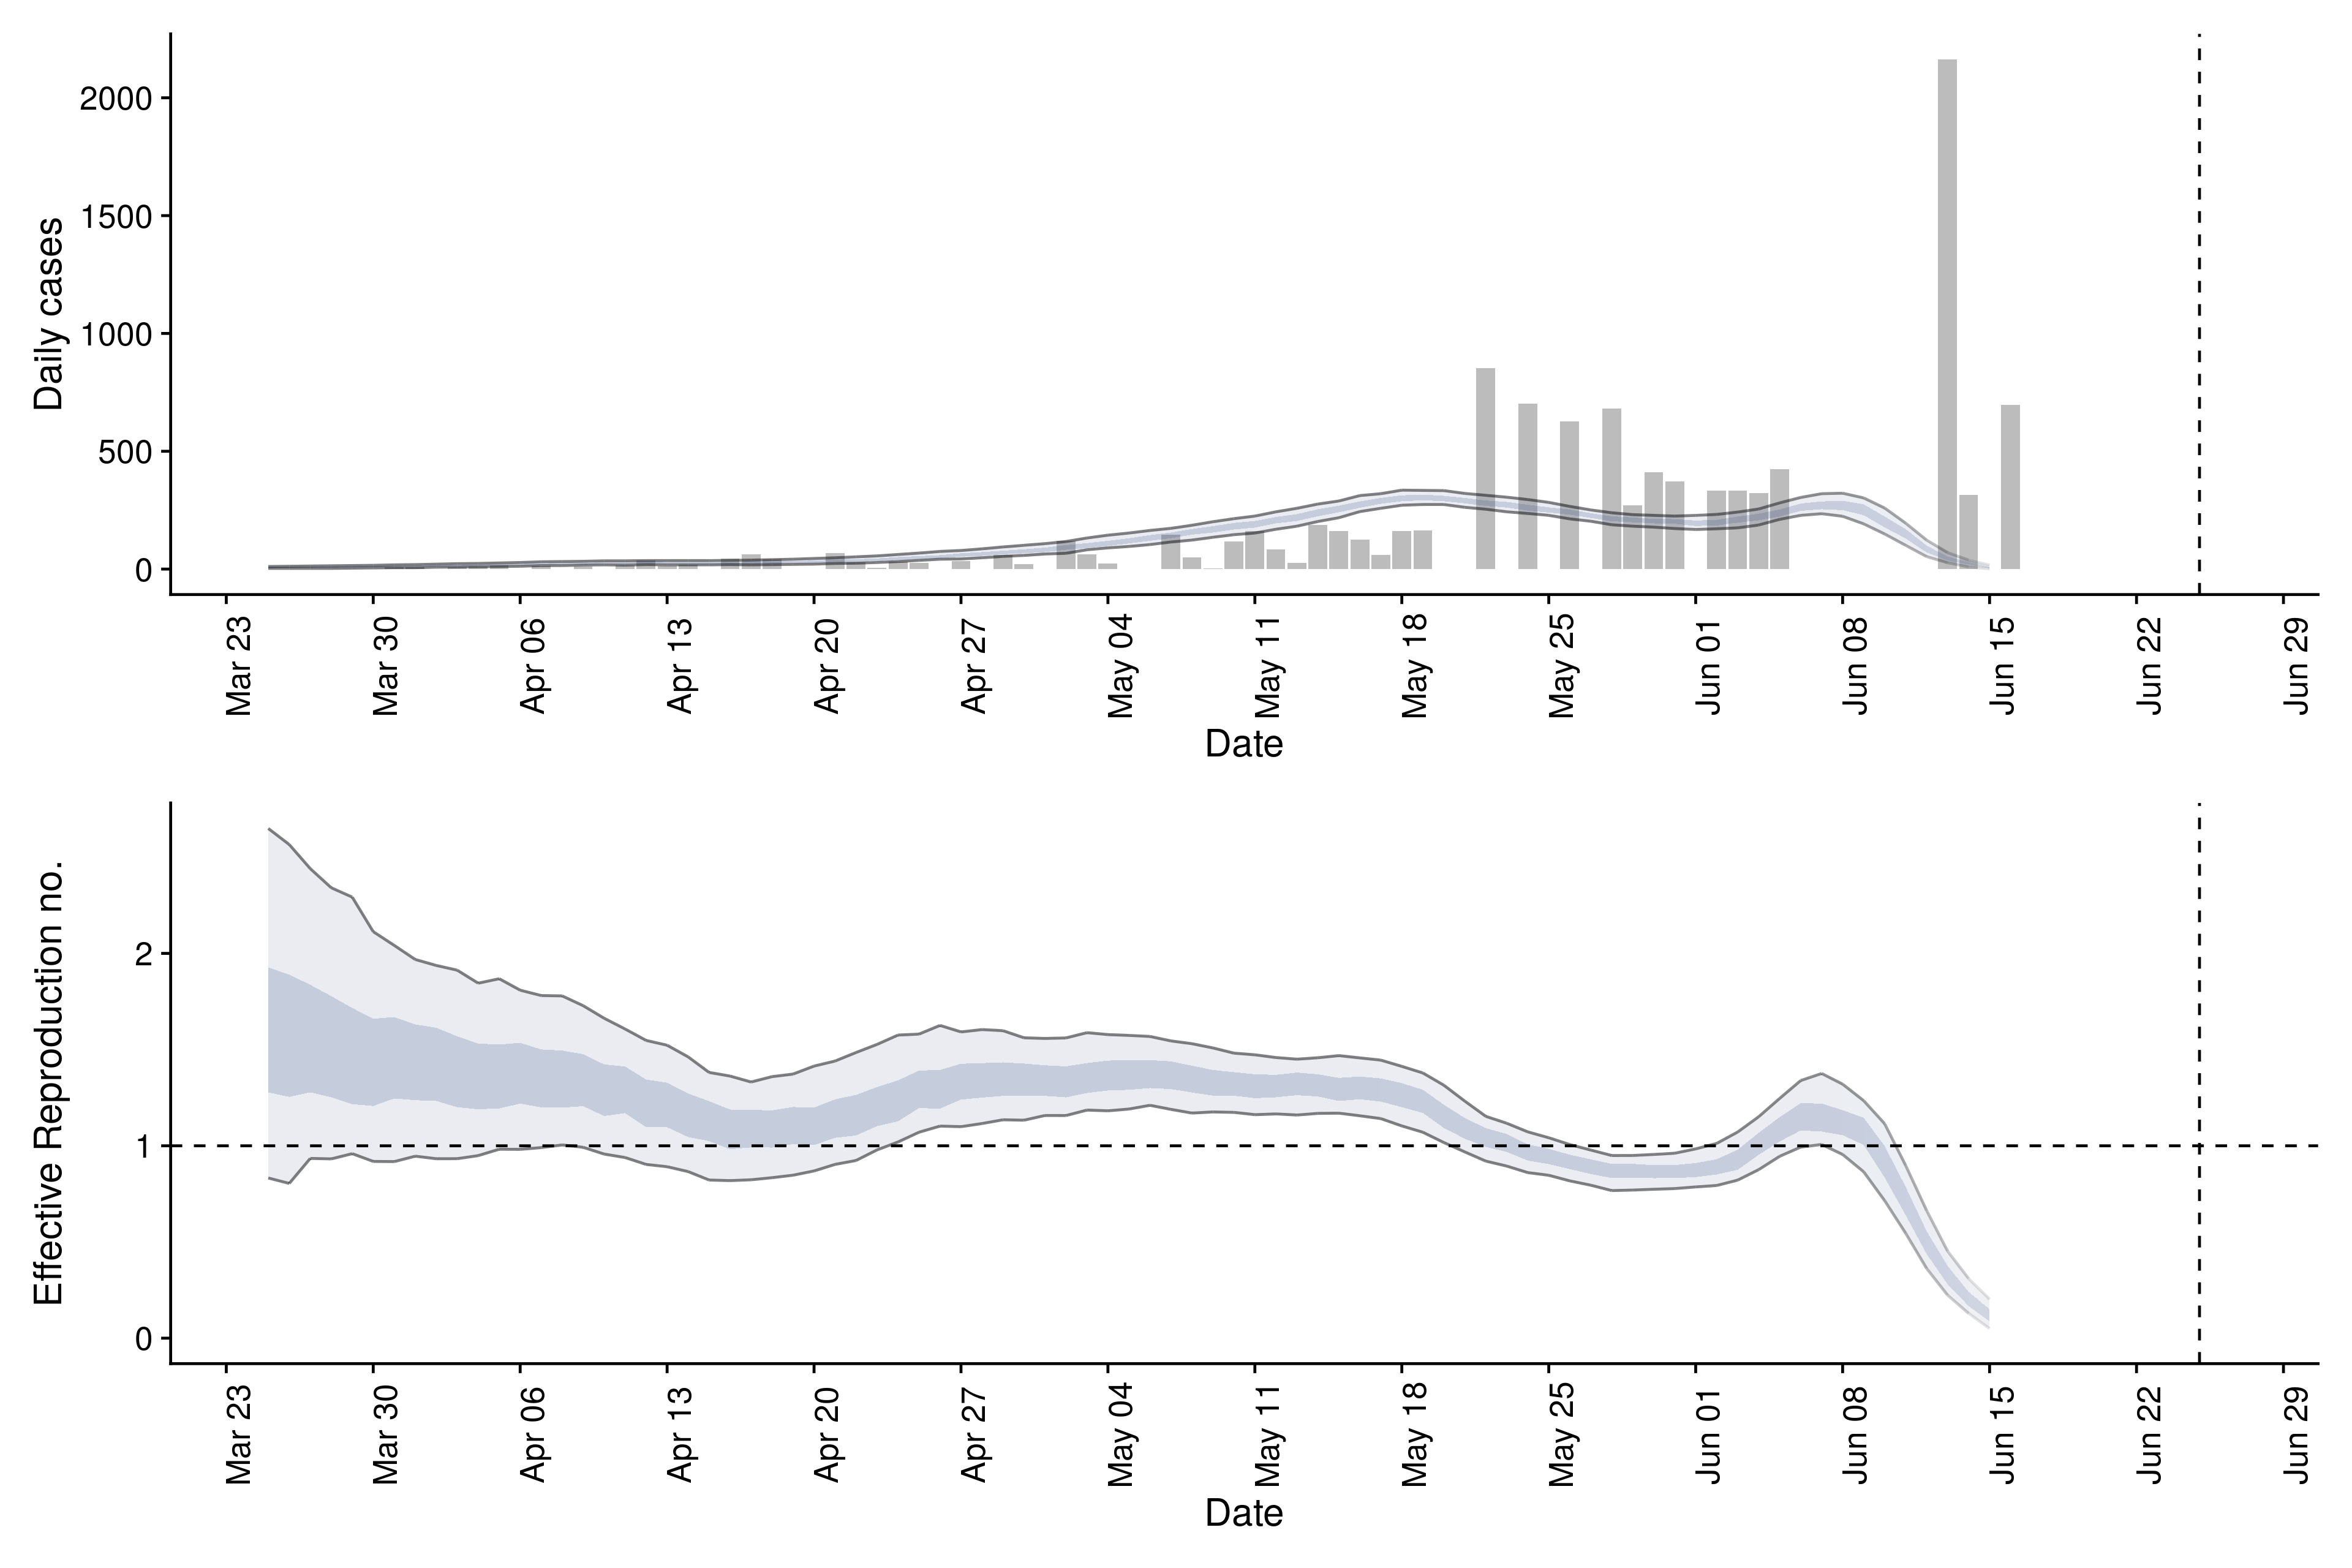 Daily cases
2000
1500
1000
500
0
Mar 23
Mar 30
Apr 06
Apr 13
Apr 20
Apr 27
May 04
May 11
May 18
May 25
Jun 01
Jun 08
Jun 15
Jun 22
Jun 29
Date
Effective Reproduction no.
2
1
0
Mar 23
Mar 30
Apr 06
Apr 13
Apr 20
Apr 27
May 04
May 11
May 18
May 25
Jun 01
Jun 08
Jun 15
Jun 22
Jun 29
Date